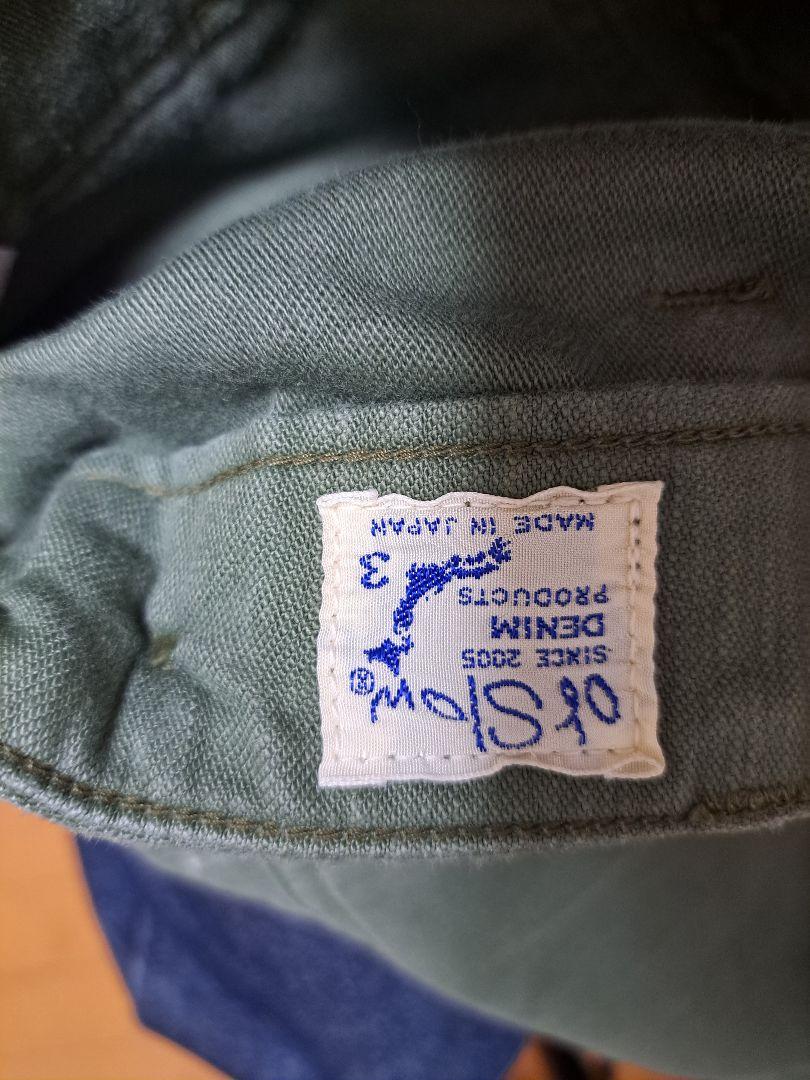 orSlow®
SINCE 2005
DENIM
PRODUCTS
3
MADE IN JAPAN